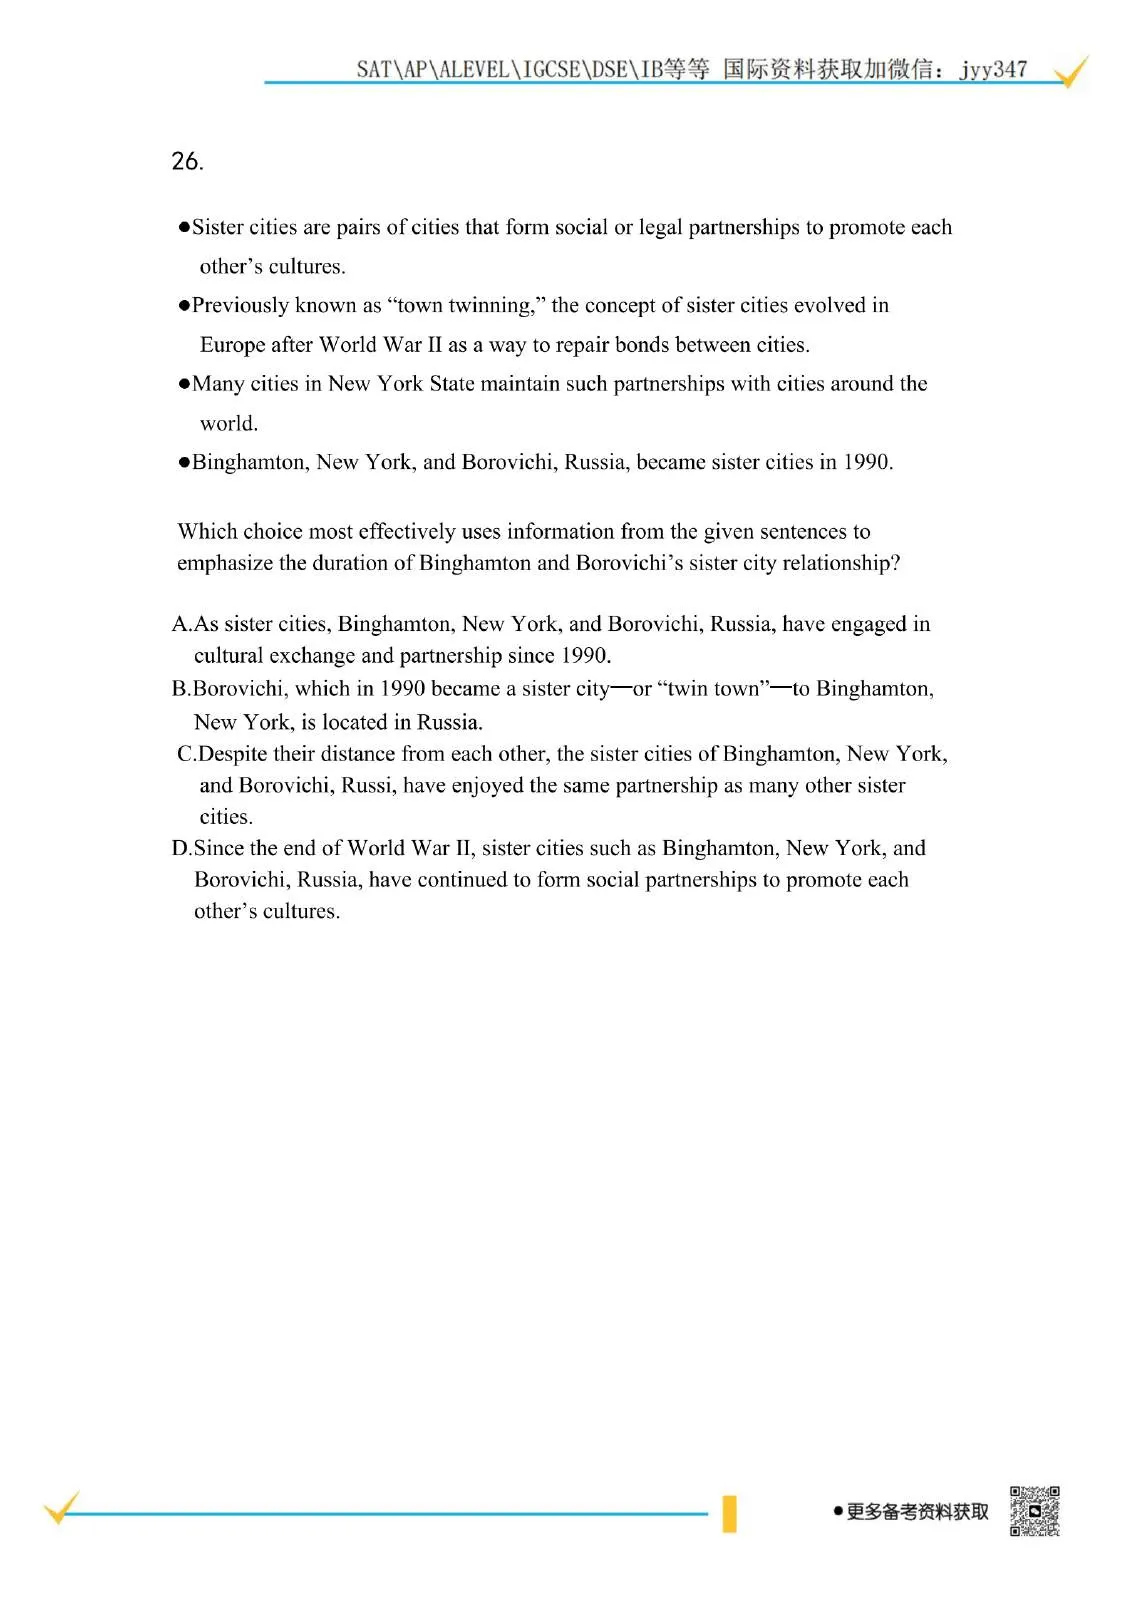 SAT\AP\ALEVEL\IGCSE\DSE\IB等等 国际资料获取加微信：jyy347
26.
●Sister cities are pairs of cities that form social or legal partnerships to promote each
other’s cultures.
●Previously known as “town twinning,” the concept of sister cities evolved in
Europe after World War II as a way to repair bonds between cities.
●Many cities in New York State maintain such partnerships with cities around the
world.
●Binghamton, New York, and Borovichi, Russia, became sister cities in 1990.
Which choice most effectively uses information from the given sentences to
emphasize the duration of Binghamton and Borovichi’s sister city relationship?
A.As sister cities, Binghamton, New York, and Borovichi, Russia, have engaged in
cultural exchange and partnership since 1990.
B.Borovichi, which in 1990 became a sister city—or “twin town”—to Binghamton,
New York, is located in Russia.
C.Despite their distance from each other, the sister cities of Binghamton, New York,
and Borovichi, Russi, have enjoyed the same partnership as many other sister
cities.
D.Since the end of World War II, sister cities such as Binghamton, New York, and
Borovichi, Russia, have continued to form social partnerships to promote each
other’s cultures.
●更多备考资料获取